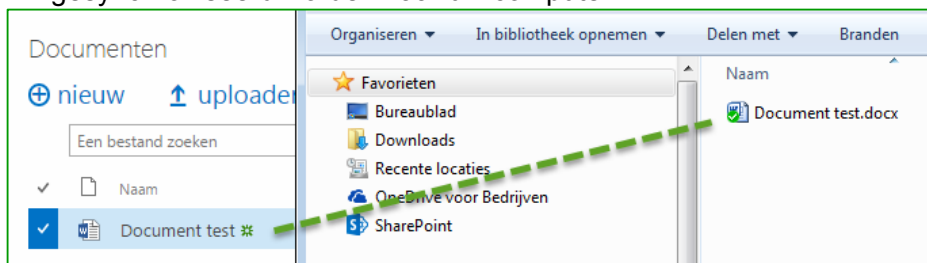 Documenten
nieuw
uploaden
Een bestand zoeken
Naam
Document test
Organiseren
In bibliotheek opnemen
Delen met
Branden
Favorieten
Bureaublad
Downloads
Recente locaties
OneDrive voor Bedrijven
SharePoint
Naam
Document test.docx